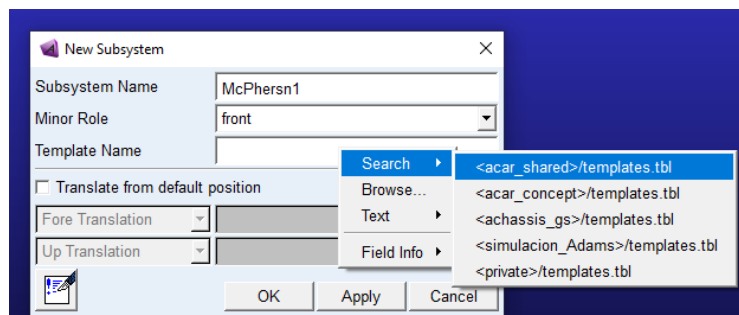 New Subsystem
Subsystem Name McPhersn1
Minor Role front
Template Name
Search
<acar_shared>/templates.tbl
Browse...
<acar_concept>/templates.tbl
Translate from default position
Text
<achassis_gs>/templates.tbl
Fore Translation
<simulacion_Adams>/templates.tbl
Up Translation
Field Info
<private>/templates.tbl
OK Apply Cancel